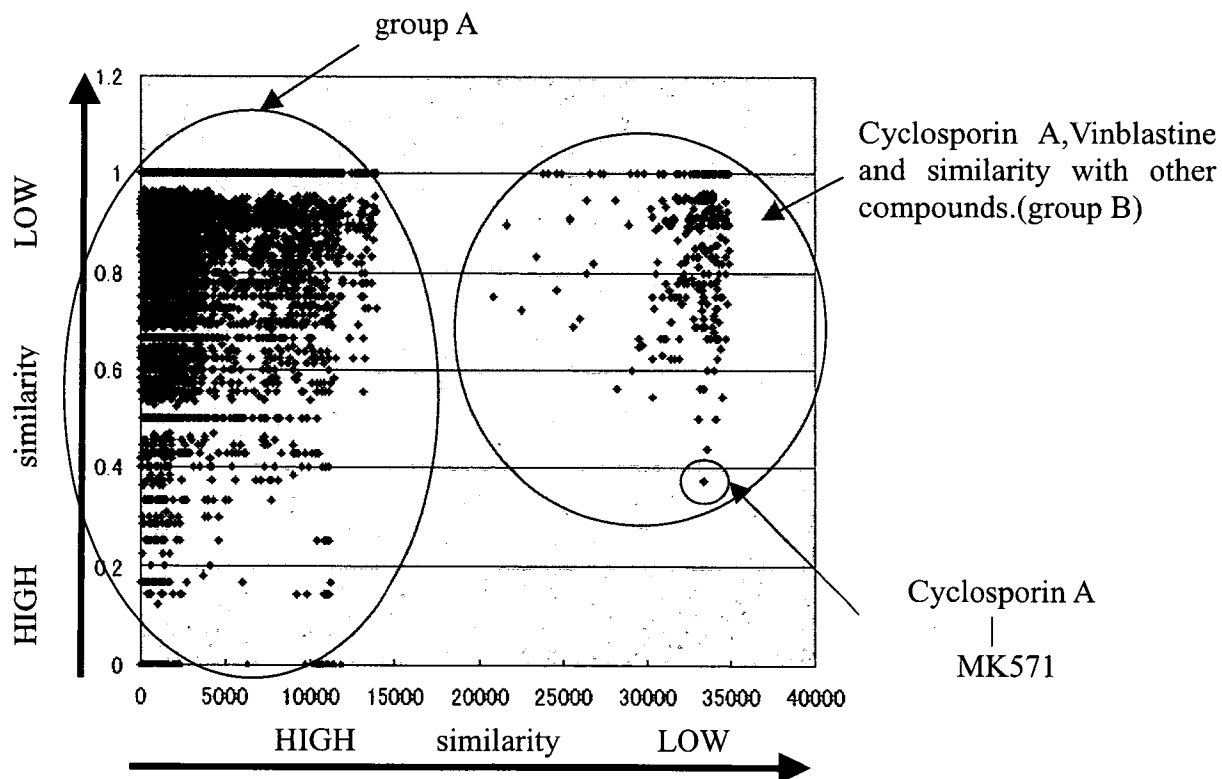 group A
1.2
1
0.8
0.6
0.4
0.2
0
LOW
similarity
HIGH
Cyclosporin A,Vinblastine
and similarity with other
compounds.(group B)
Cyclosporin A
|
MK571
0 5000 10000 15000 20000 25000 30000 35000 40000
HIGH similarity LOW